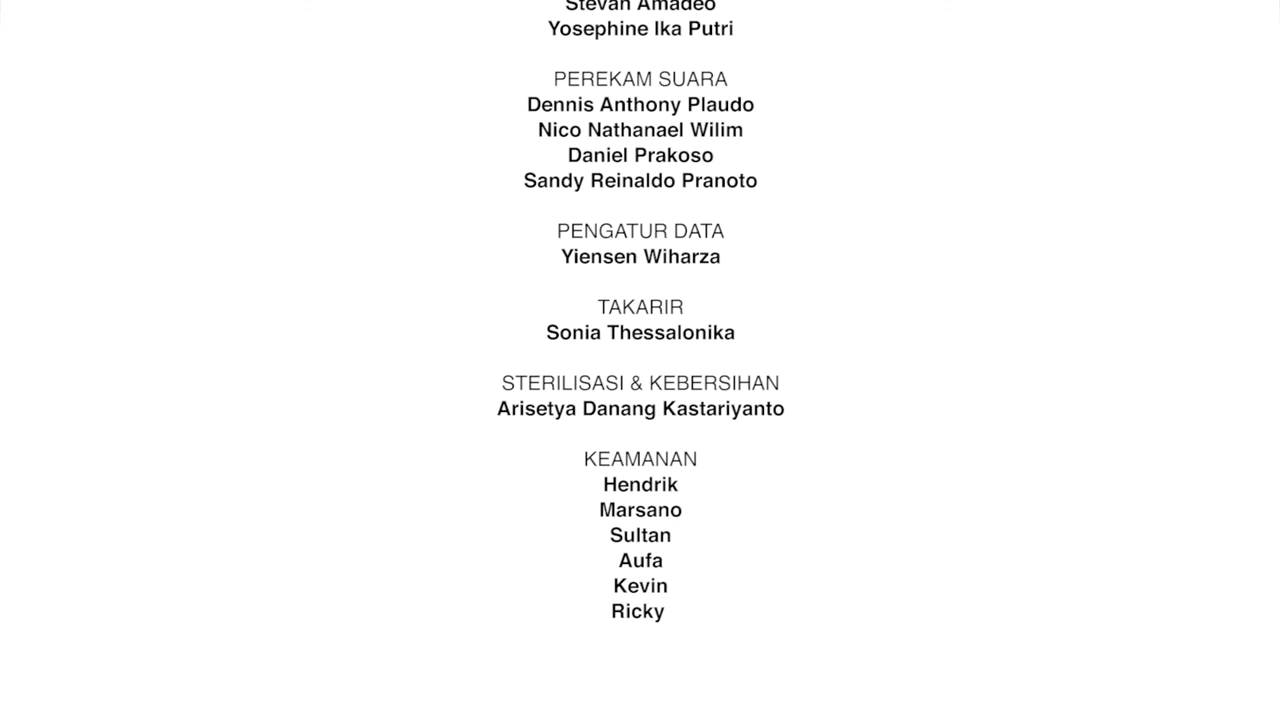 Stevan Amadeo
Yosephine Ika Putri
PEREKAM SUARA
Dennis Anthony Plaudo
Nico Nathanael Wilim
Daniel Prakoso
Sandy Reinaldo Pranoto
PENGATUR DATA
Yiensen Wiharza
TAKARIR
Sonia Thessalonika
STERILISASI & KEBERSIHAN
Arisetya Danang Kastariyanto
KEAMANAN
Hendrik
Marsano
Sultan
Aufa
Kevin
Ricky